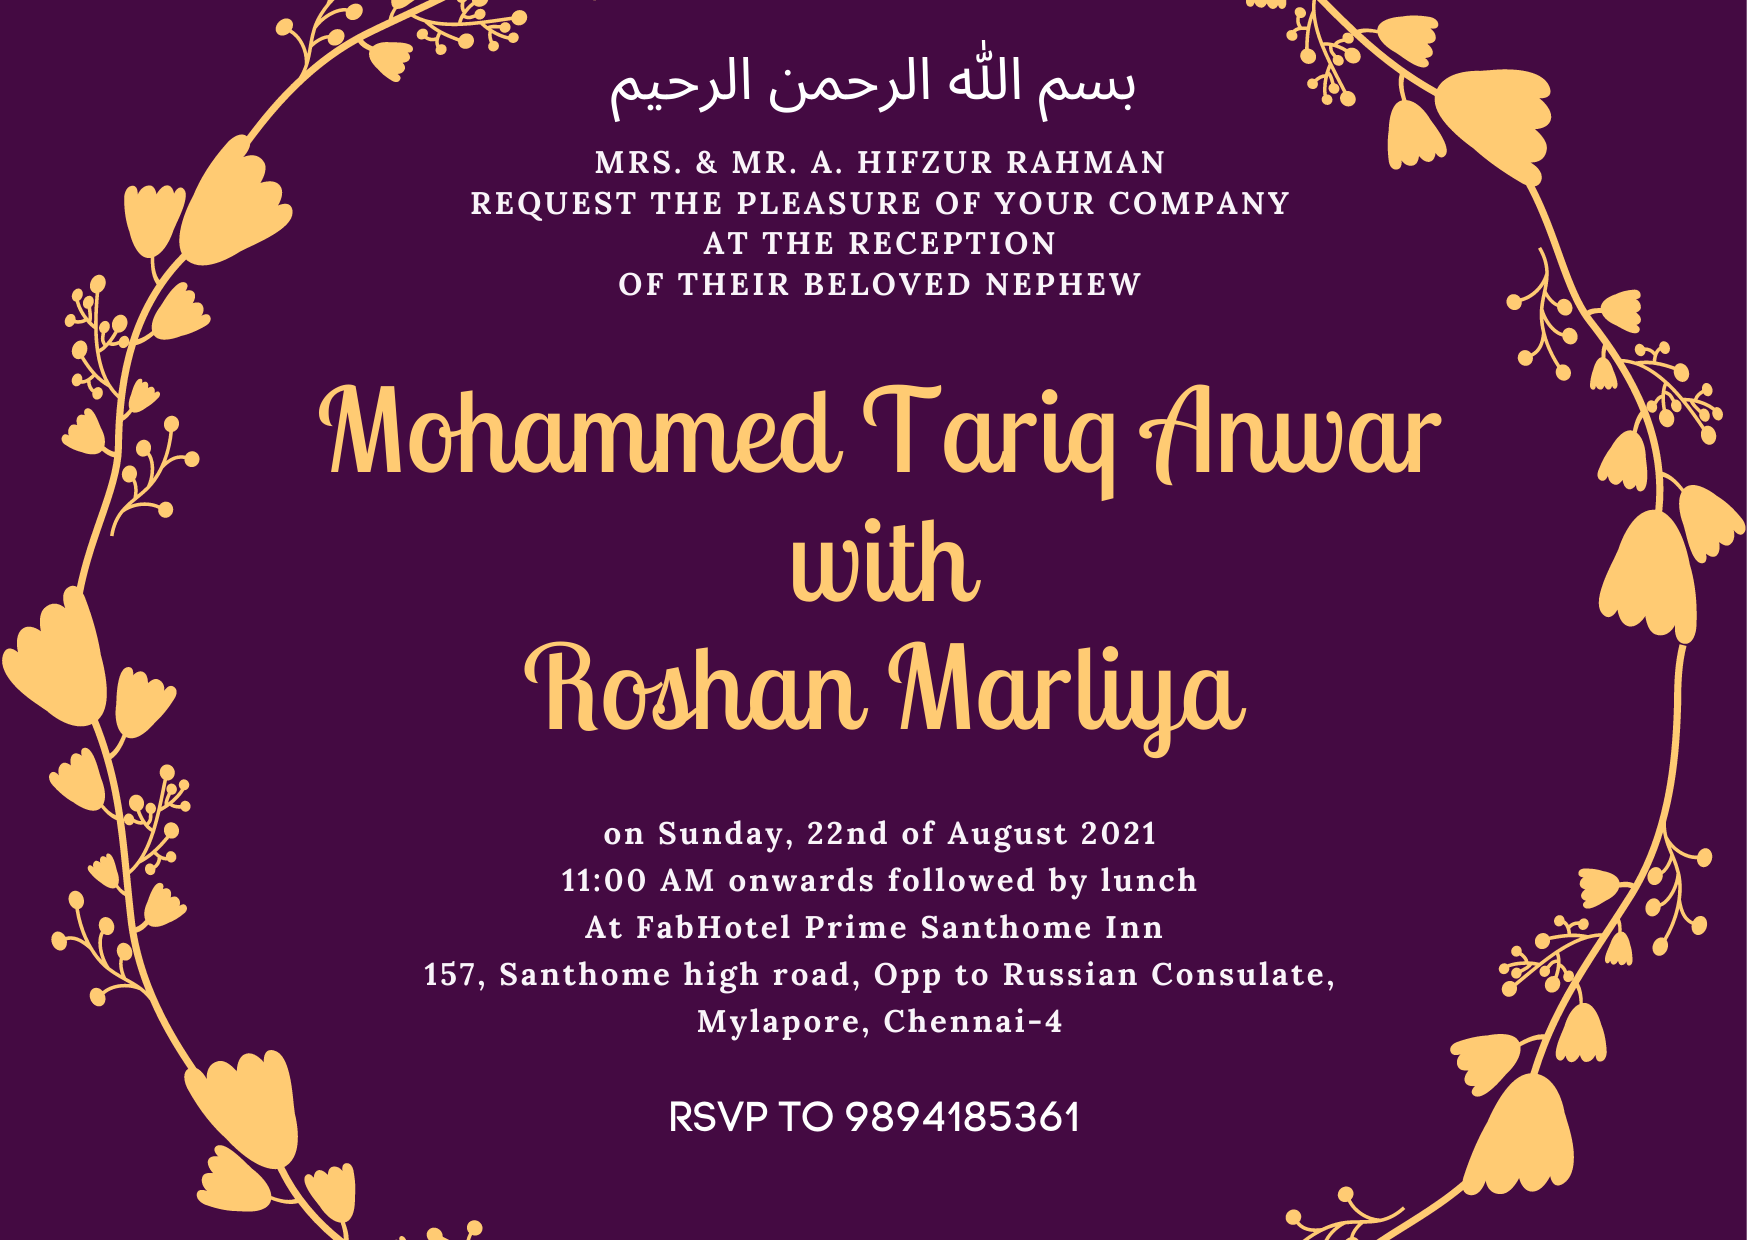 بسم الله الرحمن الرحيم
MRS. & MR. A. HIFZUR RAHMAN
REQUEST THE PLEASURE OF YOUR COMPANY
AT THE RECEPTION
OF THEIR BELOVED NEPHEW
Mohammed Tariq Anwar
with
Roshan Marliya
on Sunday, 22nd of August 2021
11:00 AM onwards followed by lunch
At FabHotel Prime Santhome Inn
157, Santhome high road, Opp to Russian Consulate,
Mylapore, Chennai-4
RSVP TO 9894185361